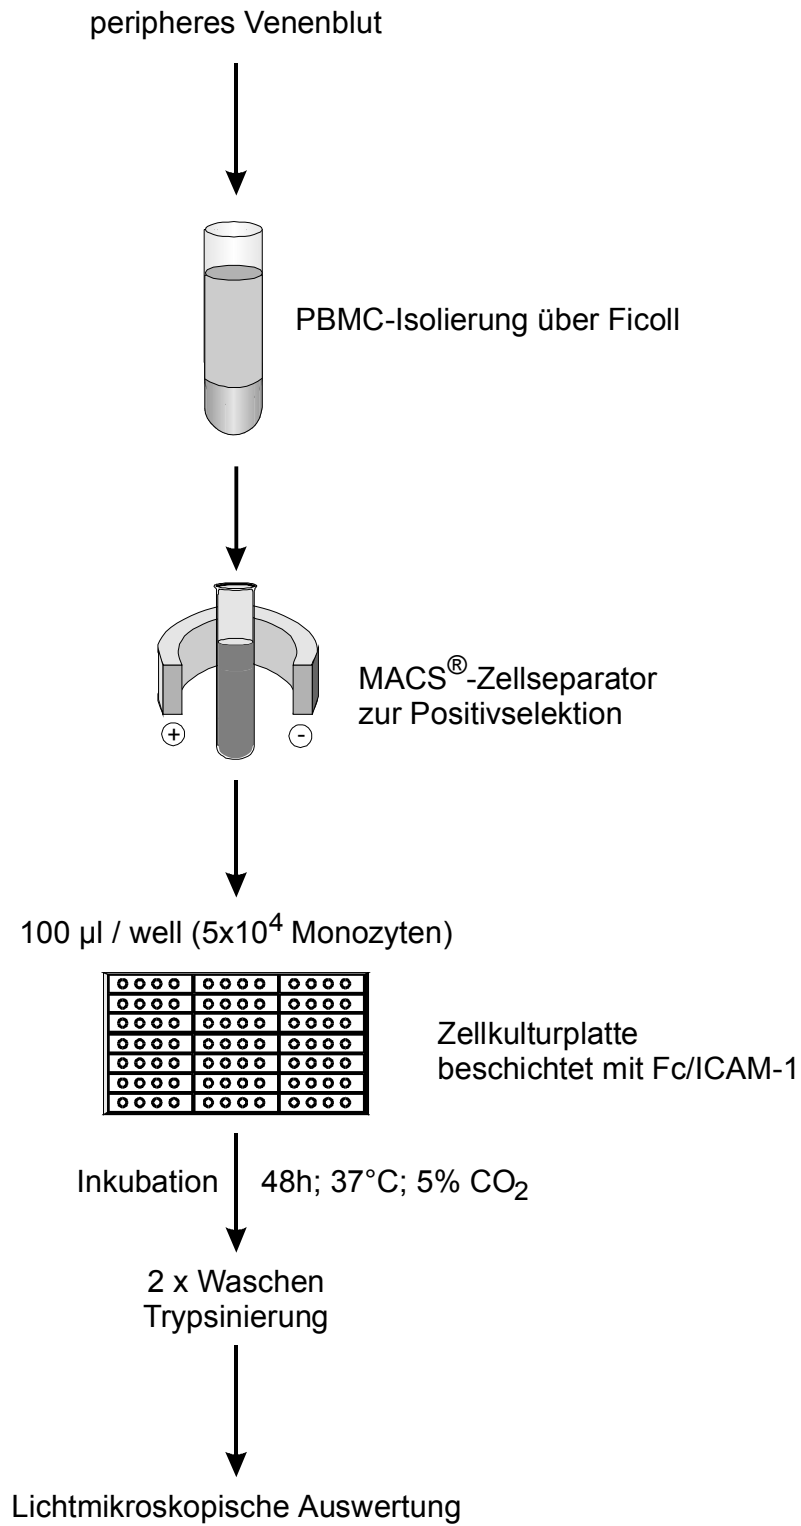 peripheres Venenblut
PBMC-Isolierung über Ficoll
MACS®-Zellseparator
zur Positivselektion
+ -
100 µl / well (5x10⁴ Monozyten)
Zellkulturplatte
beschichtet mit Fc/ICAM-1
Inkubation 48h; 37°C; 5% CO₂
2 x Waschen
Trypsinierung
Lichtmikroskopische Auswertung